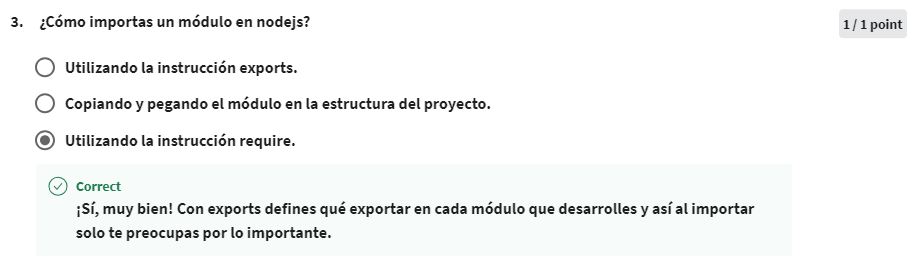 3. ¿Cómo importas un módulo en nodejs?
1 / 1 point
Utilizando la instrucción exports.
Copiando y pegando el módulo en la estructura del proyecto.
Utilizando la instrucción require.
Correct
¡Sí, muy bien! Con exports defines qué exportar en cada módulo que desarrolles y así al importar
solo te preocupas por lo importante.